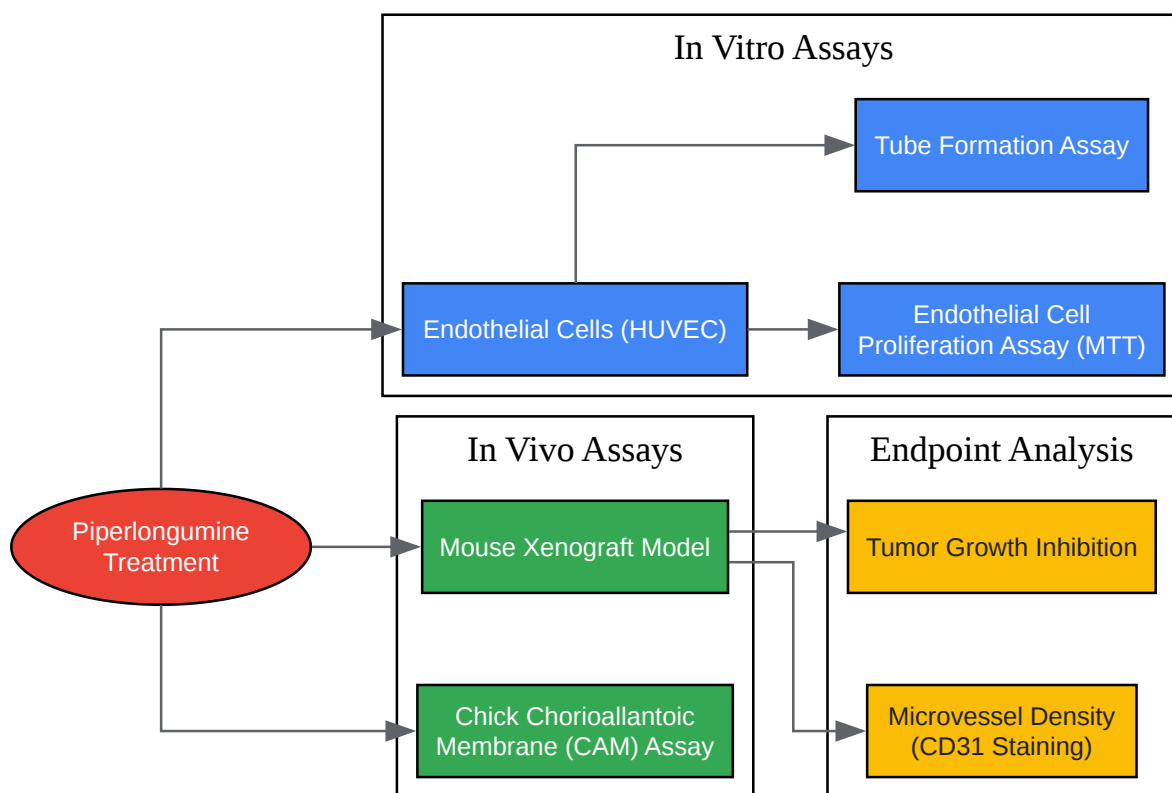 In Vitro Assays
Tube Formation Assay
Endothelial Cells (HUVEC)
Endothelial Cell
Proliferation Assay (MTT)
In Vivo Assays
Endpoint Analysis
Piperlongumine
Treatment
Mouse Xenograft Model
Tumor Growth Inhibition
Chick Chorioallantoic
Membrane (CAM) Assay
Microvessel Density
(CD31 Staining)